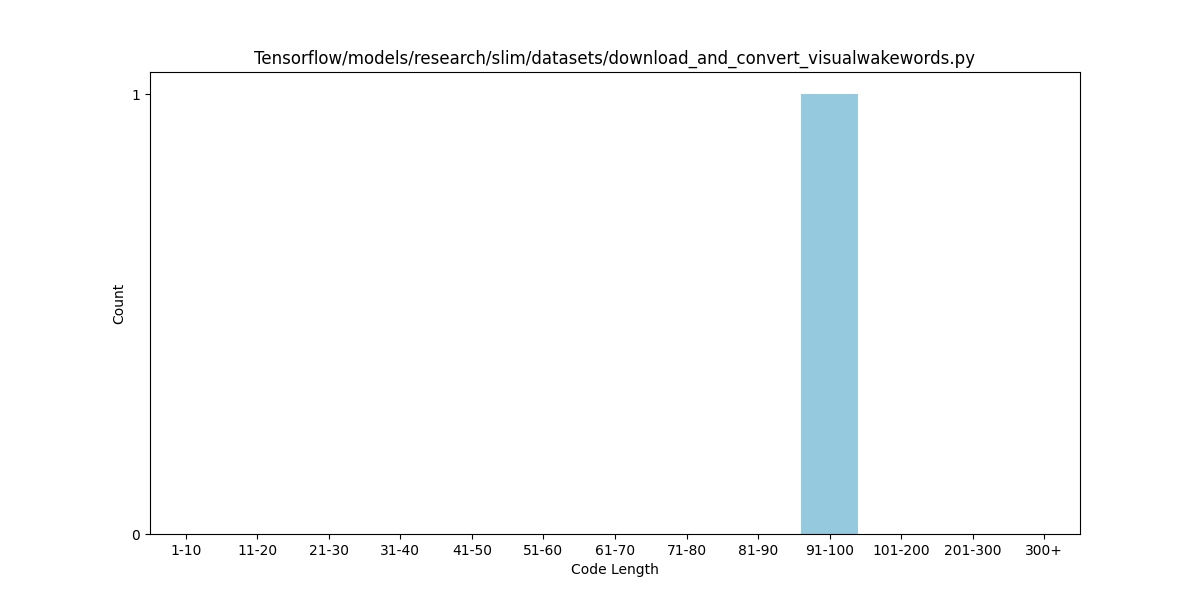 Tensorflow/models/research/slim/datasets/download_and_convert_visualwakewords.py
1
Count
0
1-10 11-20 21-30 31-40 41-50 51-60 61-70 71-80 81-90 91-100 101-200 201-300 300+
Code Length